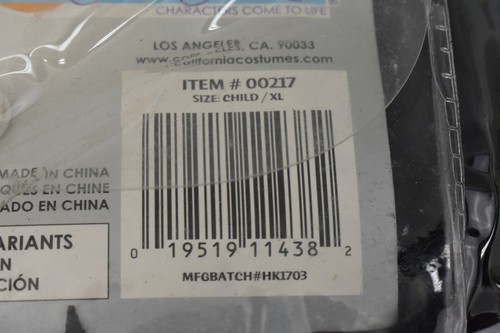 CHARACTERS COME TO LIFE
LOS ANGELES, CA. 90033
www.californiacostumes.com
ITEM # 00217
SIZE: CHILD / XL
MADE IN CHINA
QUÉS EN CHINE
ADO EN CHINA
ARIANTS
N
CIÓN
0 19519 11438 2
MFGBATCH#HK1703